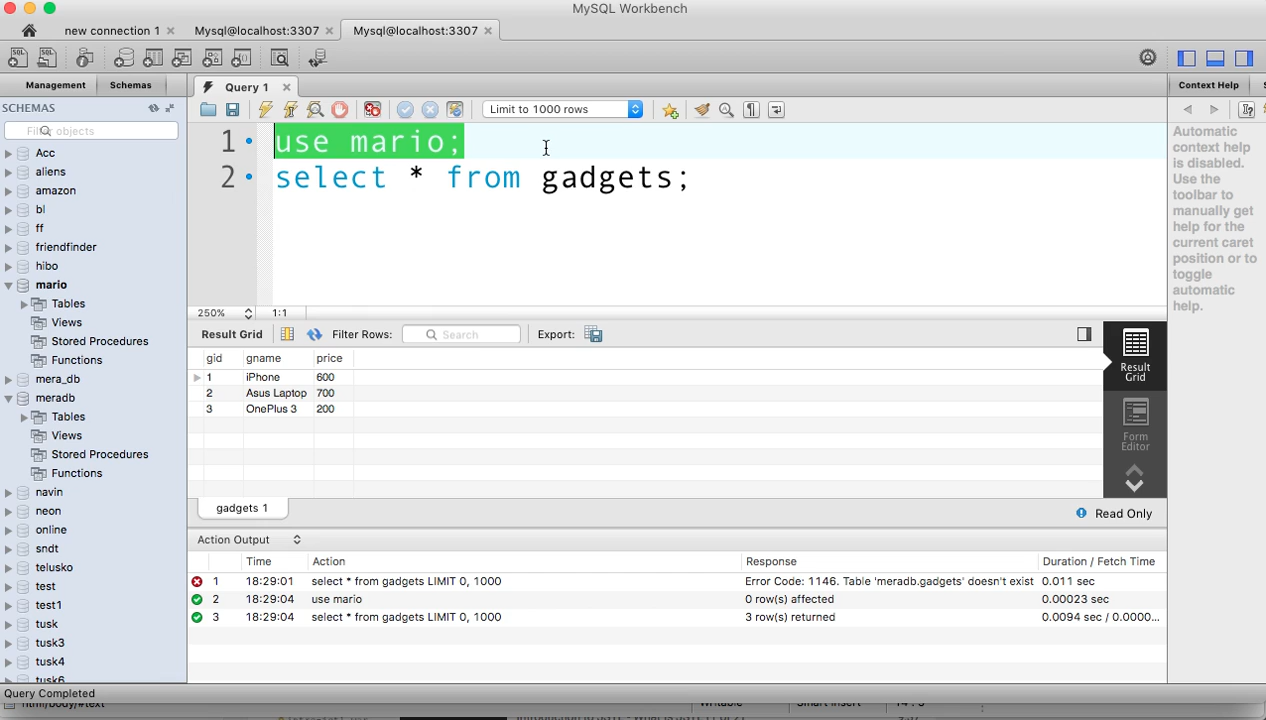 MySQL Workbench
new connection 1
Mysql@localhost:3307
Mysql@localhost:3307
Management
Schemas
Query 1
Context Help
SCHEMAS
Limit to 1000 rows
Filter objects
Acc
aliens
amazon
bl
ff
friendfinder
hibo
mario
Tables
Views
Stored Procedures
Functions
mera_db
meradb
Tables
Views
Stored Procedures
Functions
navin
neon
online
sndt
telusko
test
test1
tusk
tusk3
tusk4
tusk6
1 use mario;
2 select * from gadgets;
Automatic
context help
is disabled.
Use the
toolbar to
manually get
help for the
current caret
position or to
toggle
automatic
help.
250% 1:1
Result Grid Filter Rows: Search Export:
gid gname price
1 iPhone 600
2 Asus Laptop 700
3 OnePlus 3 200
Result
Grid
Form
Editor
gadgets 1
Read Only
Action Output
Time Action Response Duration / Fetch Time
1 18:29:01 select * from gadgets LIMIT 0, 1000 Error Code: 1146. Table 'meradb.gadgets' doesn't exist 0.011 sec
2 18:29:04 use mario 0 row(s) affected 0.00023 sec
3 18:29:04 select * from gadgets LIMIT 0, 1000 3 row(s) returned 0.0094 sec / 0.0000...
Query Completed